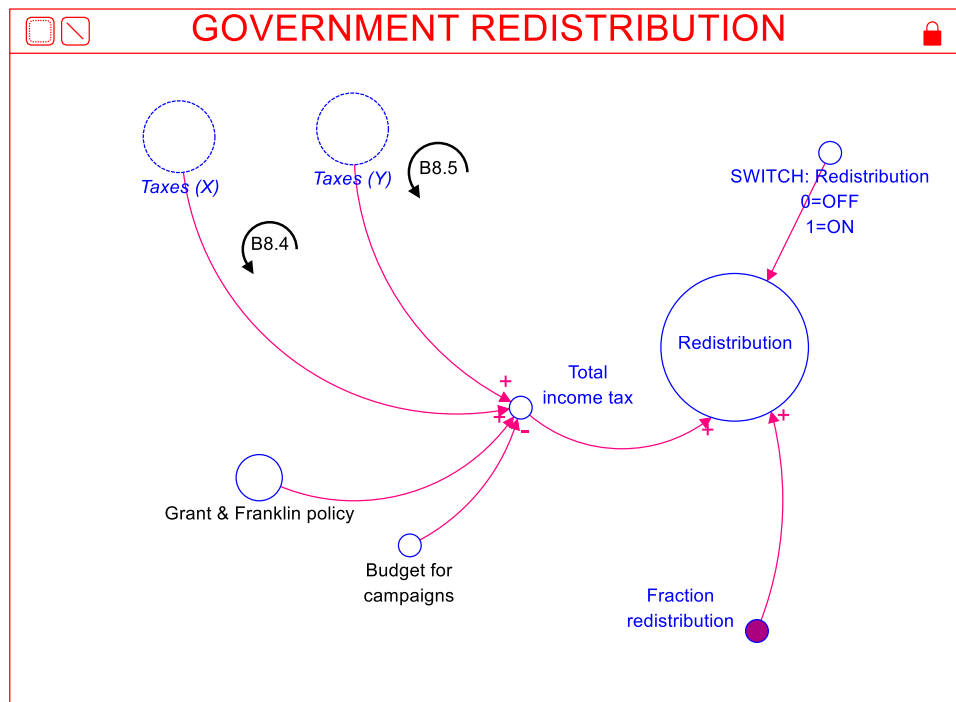 GOVERNMENT REDISTRIBUTION
Taxes (X)
Taxes (Y)
B8.5
B8.4
SWITCH: Redistribution
0=OFF
1=ON
Redistribution
Total
income tax
+
+
-
+
+
Grant & Franklin policy
Budget for
campaigns
Fraction
redistribution